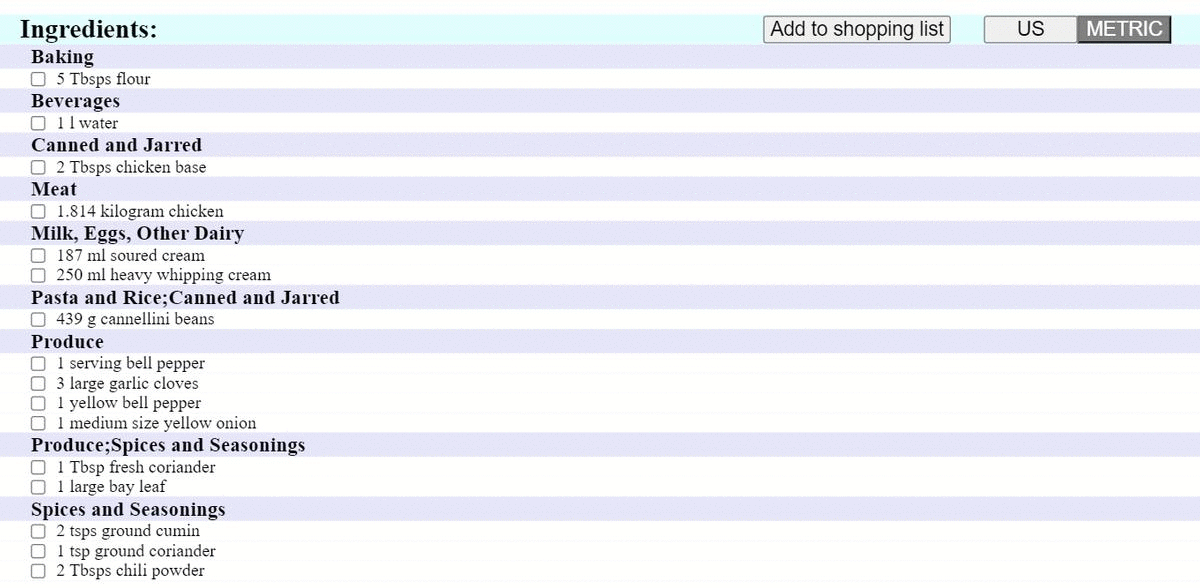 Ingredients: Add to shopping list US METRIC
Baking
5 Tbsps flour
Beverages
1 l water
Canned and Jarred
2 Tbsps chicken base
Meat
1.814 kilogram chicken
Milk, Eggs, Other Dairy
187 ml soured cream
250 ml heavy whipping cream
Pasta and Rice;Canned and Jarred
439 g cannellini beans
Produce
1 serving bell pepper
3 large garlic cloves
1 yellow bell pepper
1 medium size yellow onion
Produce;Spices and Seasonings
1 Tbsp fresh coriander
1 large bay leaf
Spices and Seasonings
2 tsps ground cumin
1 tsp ground coriander
2 Tbsps chili powder